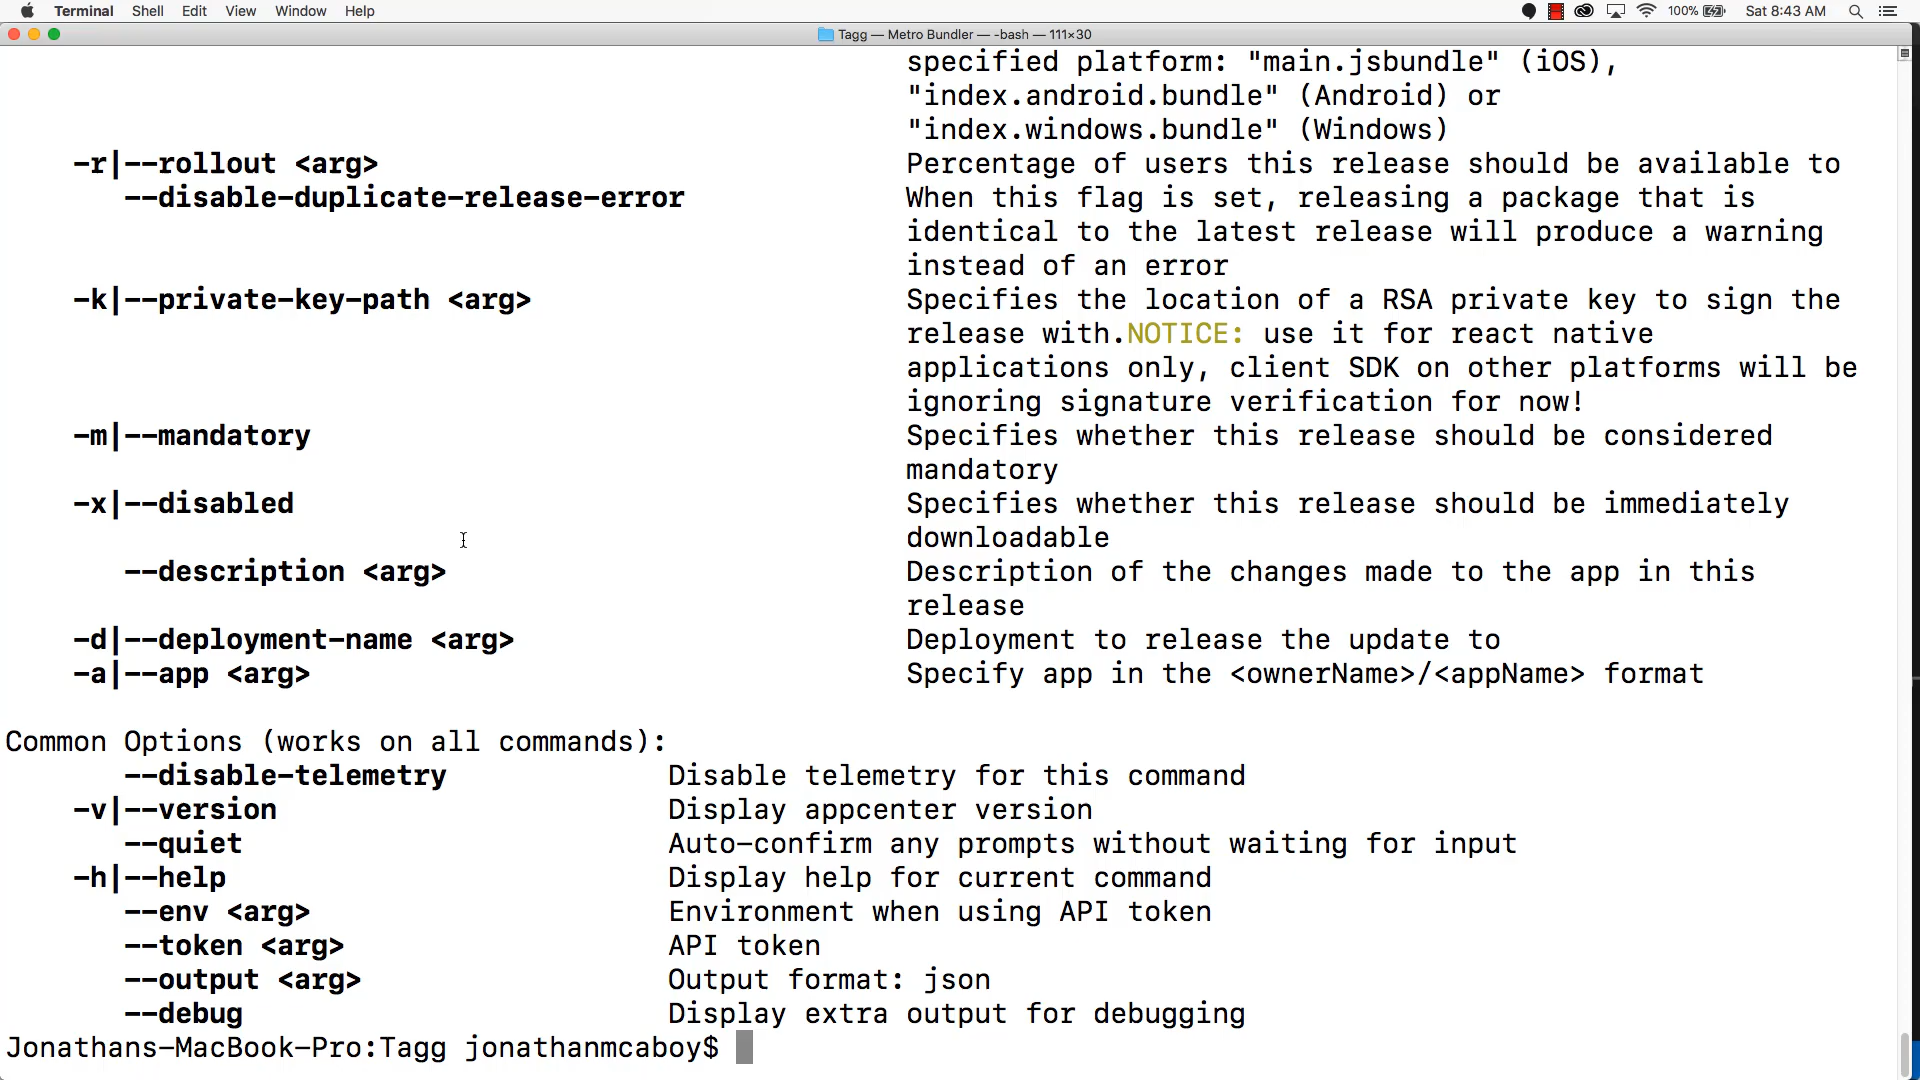 Terminal Shell Edit View Window Help 100% Sat 8:43 AM
Tagg — Metro Bundler — -bash — 111×30
specified platform: "main.jsbundle" (iOS),
"index.android.bundle" (Android) or
"index.windows.bundle" (Windows)
-r|--rollout <arg> Percentage of users this release should be available to
--disable-duplicate-release-error When this flag is set, releasing a package that is
identical to the latest release will produce a warning
instead of an error
-k|--private-key-path <arg> Specifies the location of a RSA private key to sign the
release with.NOTICE: use it for react native
applications only, client SDK on other platforms will be
ignoring signature verification for now!
-m|--mandatory Specifies whether this release should be considered
mandatory
-x|--disabled Specifies whether this release should be immediately
downloadable
--description <arg> Description of the changes made to the app in this
release
-d|--deployment-name <arg> Deployment to release the update to
-a|--app <arg> Specify app in the <ownerName>/<appName> format
Common Options (works on all commands):
--disable-telemetry Disable telemetry for this command
-v|--version Display appcenter version
--quiet Auto-confirm any prompts without waiting for input
-h|--help Display help for current command
--env <arg> Environment when using API token
--token <arg> API token
--output <arg> Output format: json
--debug Display extra output for debugging
Jonathans-MacBook-Pro:Tagg jonathanmcaboy$